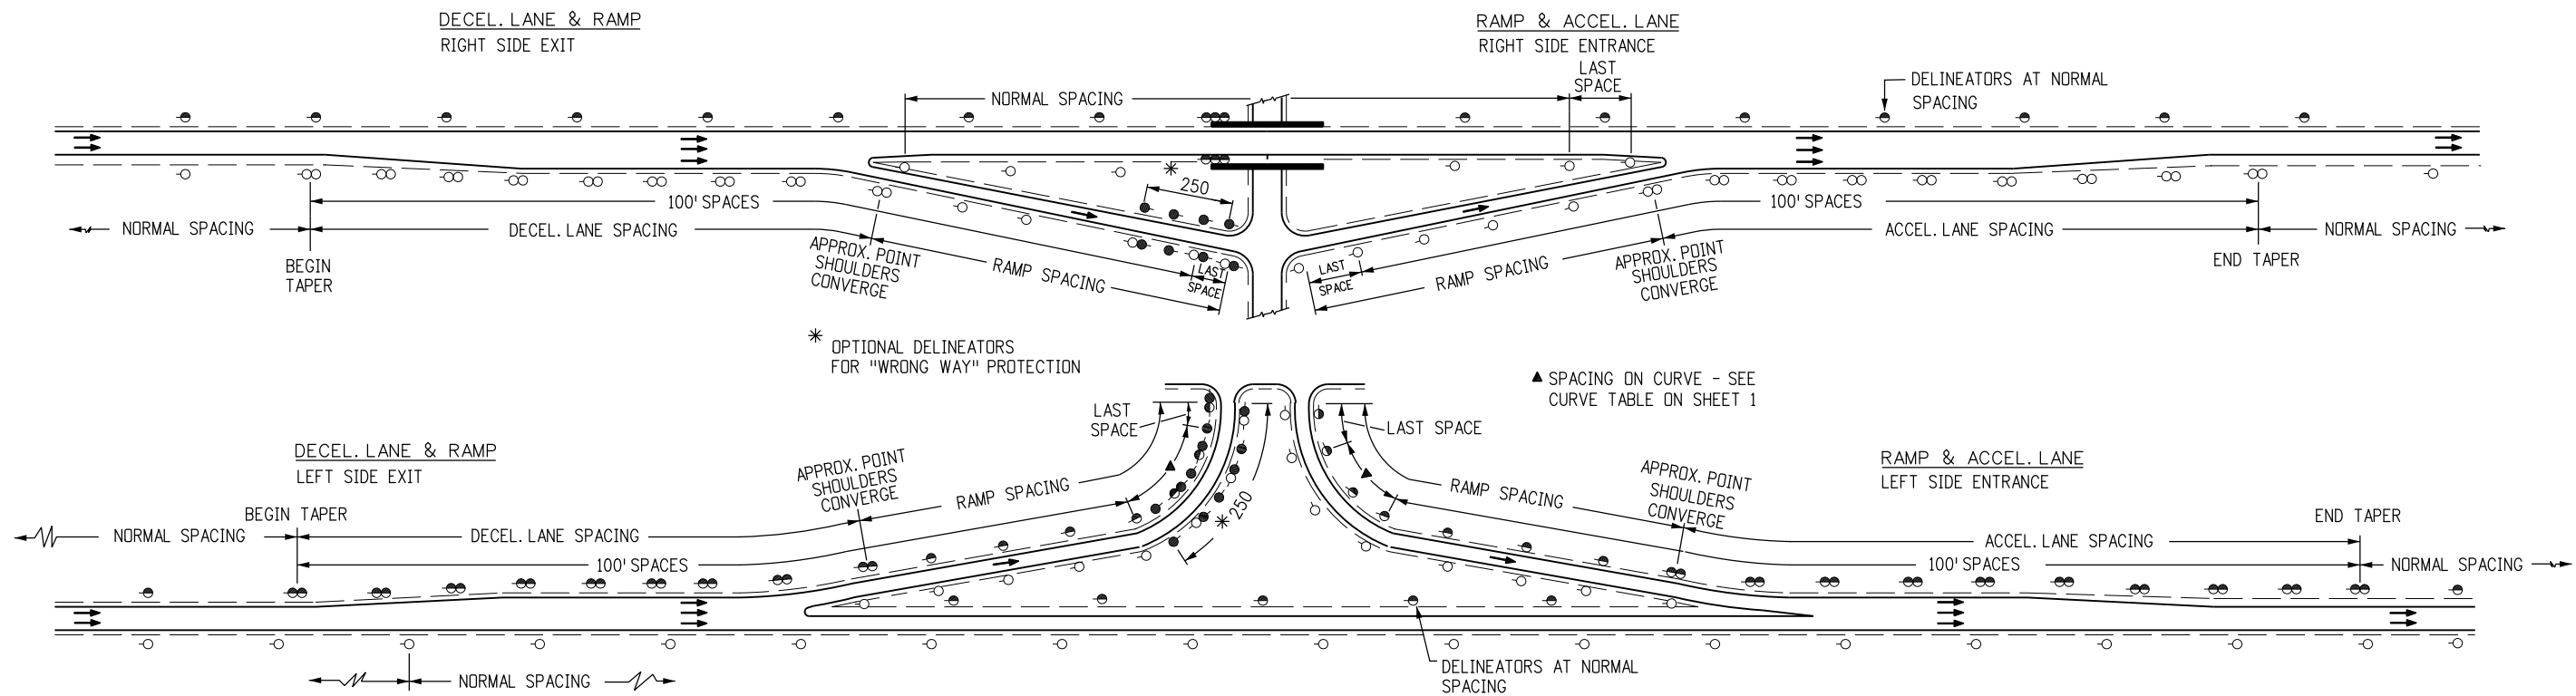 DECEL. LANE & RAMP
RIGHT SIDE EXIT
RAMP & ACCEL. LANE
RIGHT SIDE ENTRANCE
LAST
SPACE
NORMAL SPACING
DELINEATORS AT NORMAL
SPACING
*
250
100' SPACES
100' SPACES
NORMAL SPACING
DECEL. LANE SPACING
ACCEL. LANE SPACING
NORMAL SPACING
BEGIN
TAPER
APPROX. POINT
SHOULDERS
CONVERGE
RAMP SPACING
LAST
SPACE
LAST
SPACE
RAMP SPACING
APPROX. POINT
SHOULDERS
CONVERGE
END TAPER
* OPTIONAL DELINEATORS
FOR "WRONG WAY" PROTECTION
▲ SPACING ON CURVE - SEE
CURVE TABLE ON SHEET 1
DECEL. LANE & RAMP
LEFT SIDE EXIT
LAST
SPACE
LAST SPACE
RAMP & ACCEL. LANE
LEFT SIDE ENTRANCE
APPROX. POINT
SHOULDERS
CONVERGE
RAMP SPACING
▲
* 250
▲
RAMP SPACING
APPROX. POINT
SHOULDERS
CONVERGE
BEGIN TAPER
END TAPER
NORMAL SPACING
DECEL. LANE SPACING
ACCEL. LANE SPACING
100' SPACES
100' SPACES
NORMAL SPACING
NORMAL SPACING
DELINEATORS AT NORMAL
SPACING